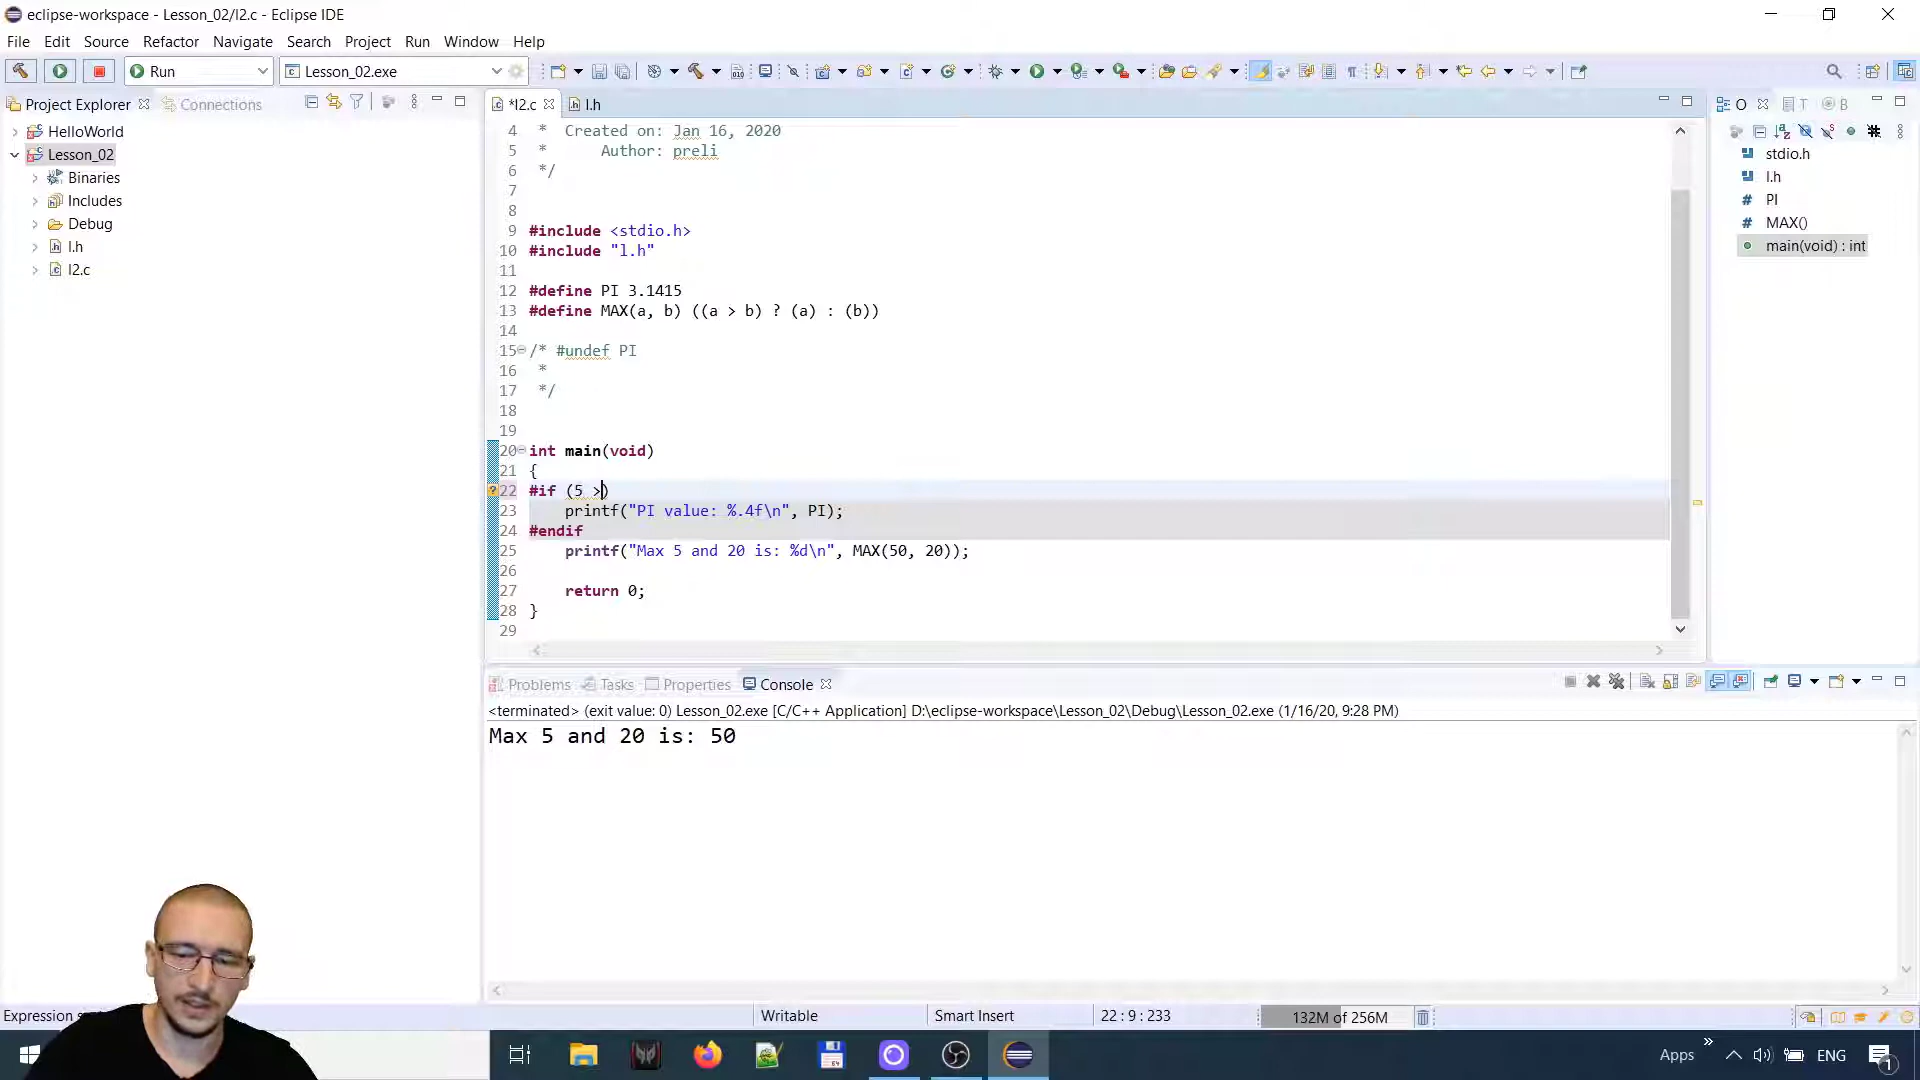 eclipse-workspace - Lesson_02/l2.c - Eclipse IDE
File Edit Source Refactor Navigate Search Project Run Window Help
Run Lesson_02.exe
Project Explorer Connections
HelloWorld
Lesson_02
Binaries
Includes
Debug
l.h
l2.c
*l2.c l.h
4 * Created on: Jan 16, 2020
5 * Author: preli
6 */
7
8
9 #include <stdio.h>
10 #include "l.h"
11
12 #define PI 3.1415
13 #define MAX(a, b) ((a > b) ? (a) : (b))
14
15 /* #undef PI
16 *
17 */
18
19
20 int main(void)
21 {
22 #if (5 >)
23 printf("PI value: %.4f\n", PI);
24 #endif
25 printf("Max 5 and 20 is: %d\n", MAX(50, 20));
26
27 return 0;
28 }
29
O T B
stdio.h
l.h
PI
MAX()
main(void) : int
Problems Tasks Properties Console
<terminated> (exit value: 0) Lesson_02.exe [C/C++ Application] D:\eclipse-workspace\Lesson_02\Debug\Lesson_02.exe (1/16/20, 9:28 PM)
Max 5 and 20 is: 50
Expression Writable Smart Insert 22 : 9 : 233 132M of 256M
Apps ENG 1